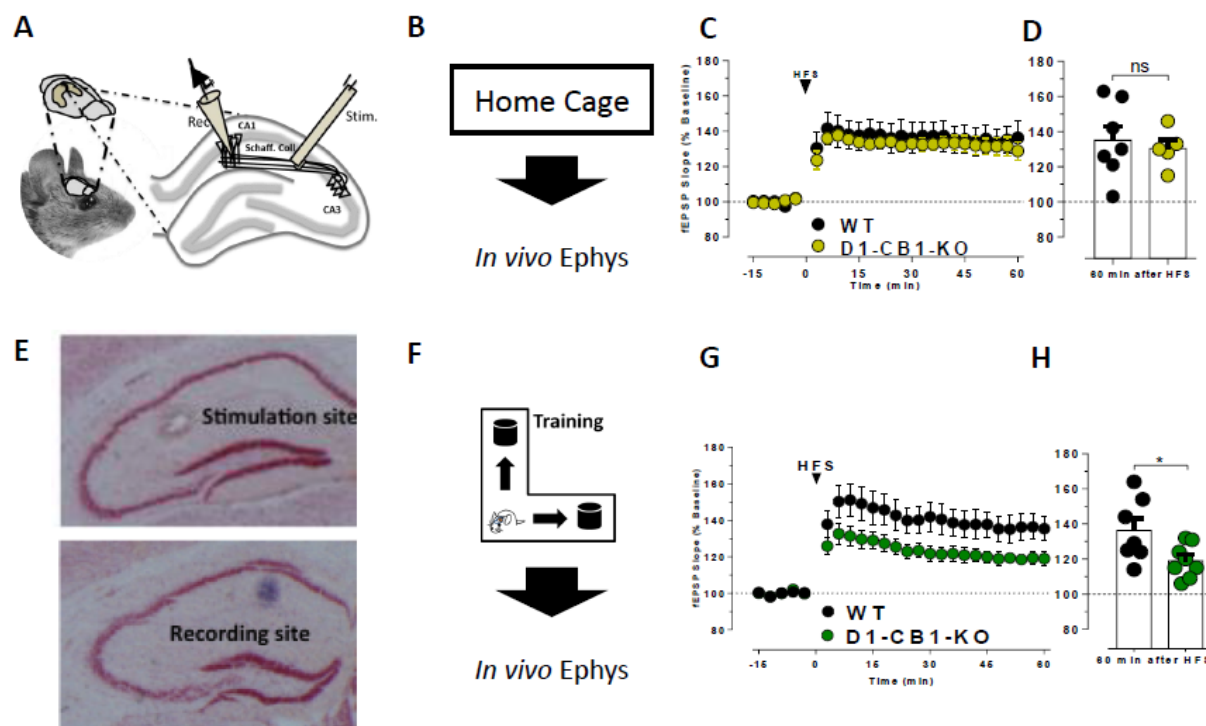 A
Rec.
CA1
Schaff. Coll
Stim.
CA3
B
Home Cage
In vivo Ephys
C
HFS
fEPSP Slope (% Baseline)
180
160
140
120
100
80
WT
D1-CB1-KO
-15 0 15 30 45 60
Time (min)
D
180
160
140
120
100
80
ns
60 min after HFS
E
Stimulation site
Recording site
F
Training
In vivo Ephys
G
HFS
fEPSP Slope (% Baseline)
180
160
140
120
100
80
WT
D1-CB1-KO
-15 0 15 30 45 60
Time (min)
H
180
160
140
120
100
80
*
60 min after HFS